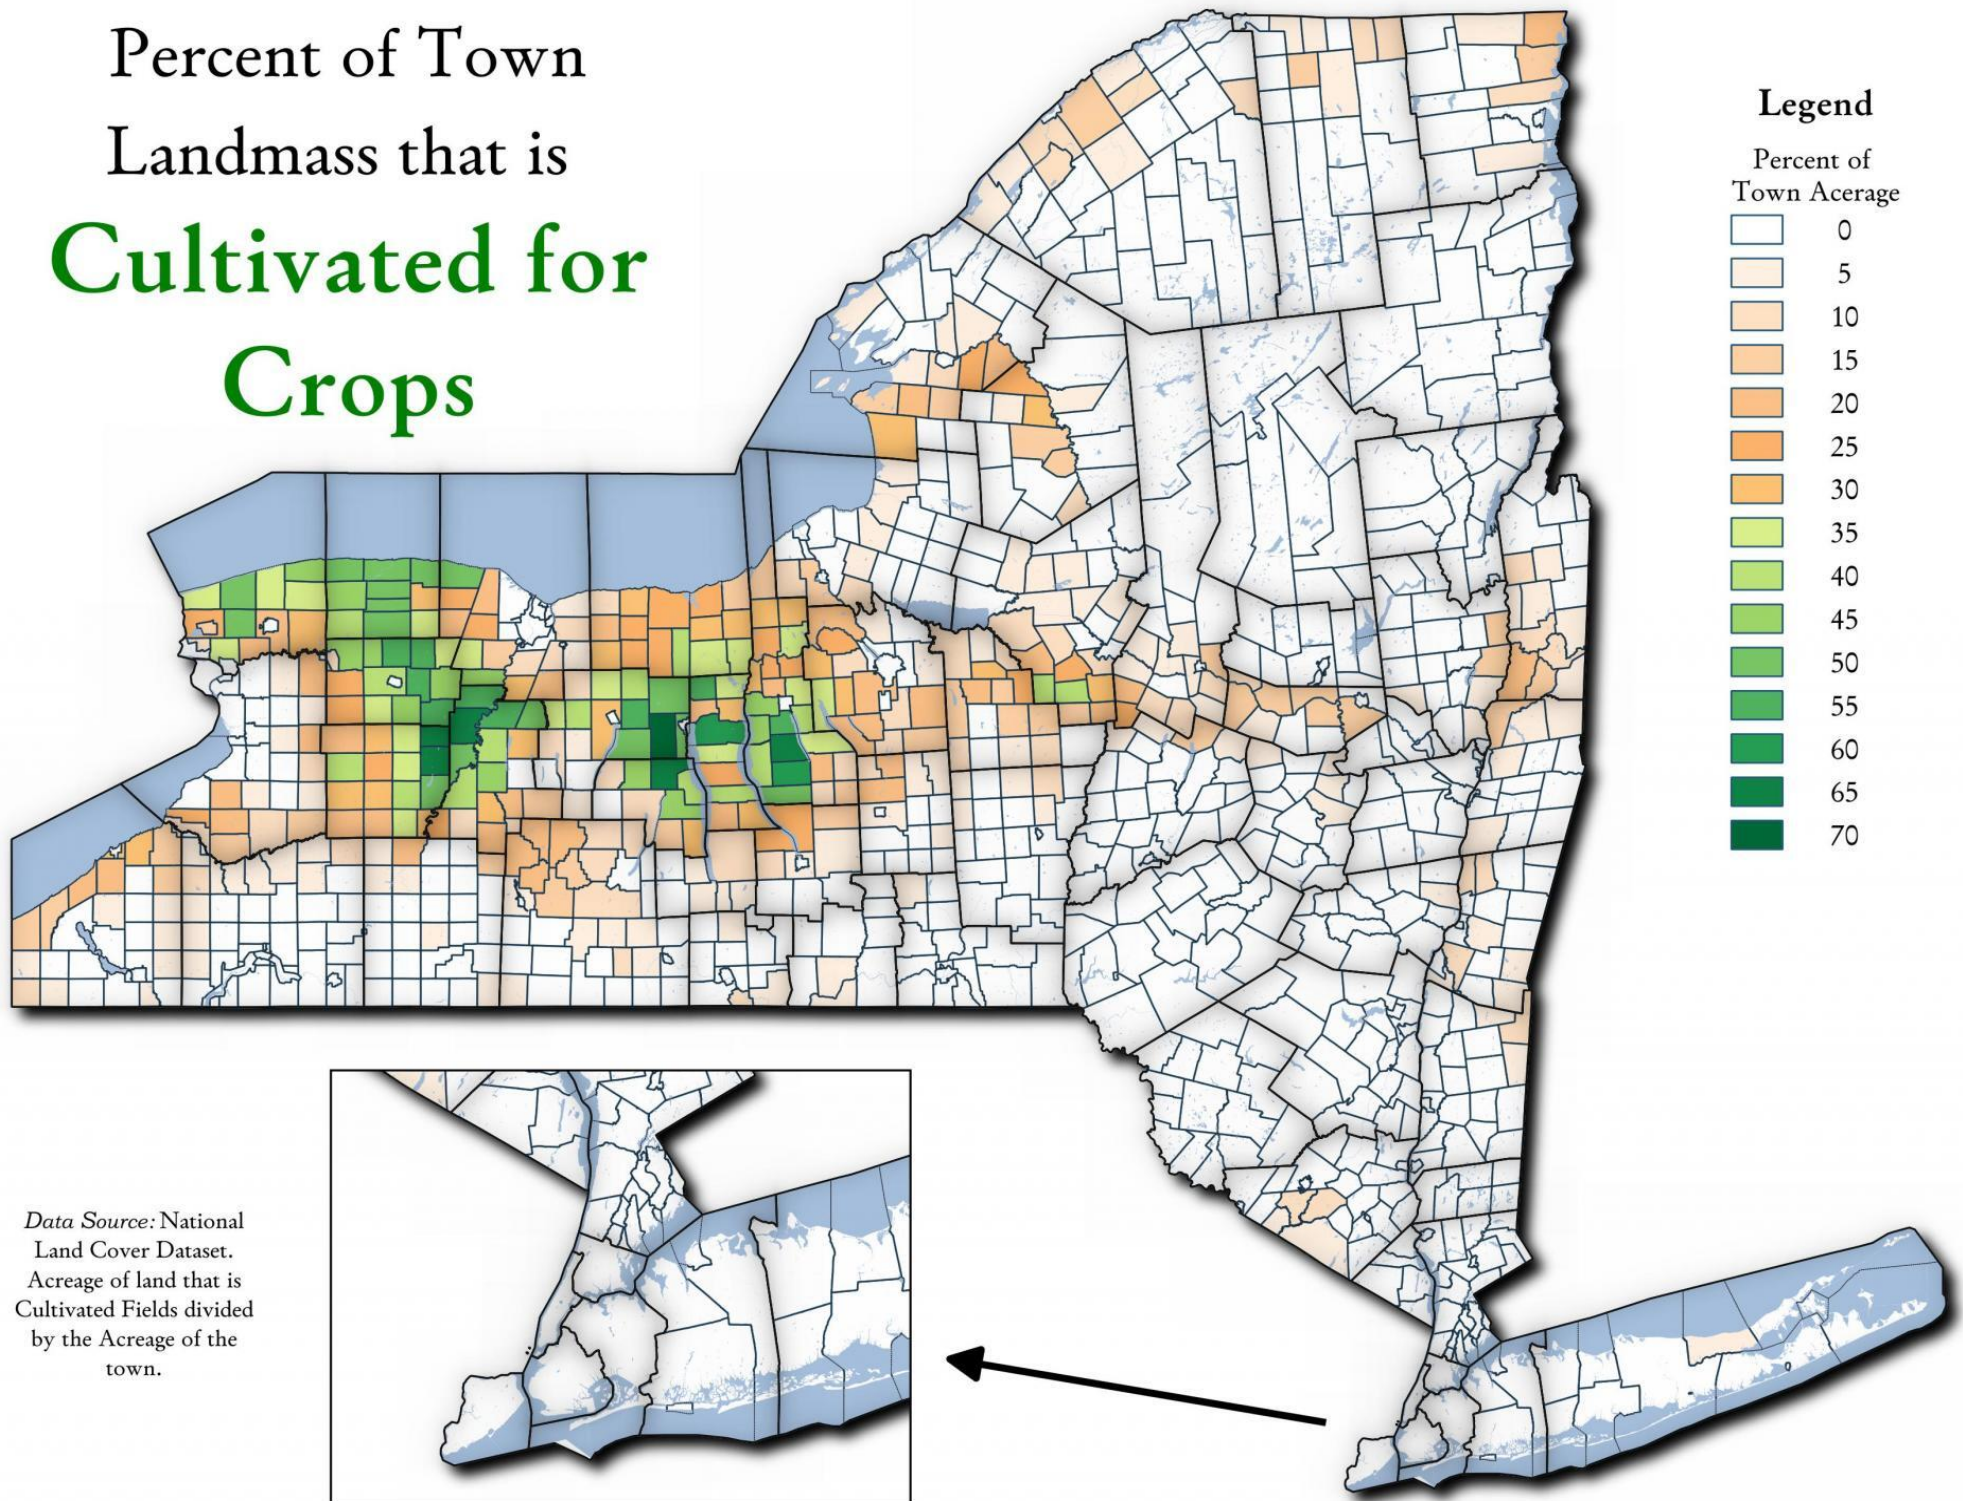 Percent of Town
Landmass that is
Cultivated for
Crops
Legend
Percent of
Town Acerage
0
5
10
15
20
25
30
35
40
45
50
55
60
65
70
Data Source: National
Land Cover Dataset.
Acreage of land that is
Cultivated Fields divided
by the Acreage of the
town.